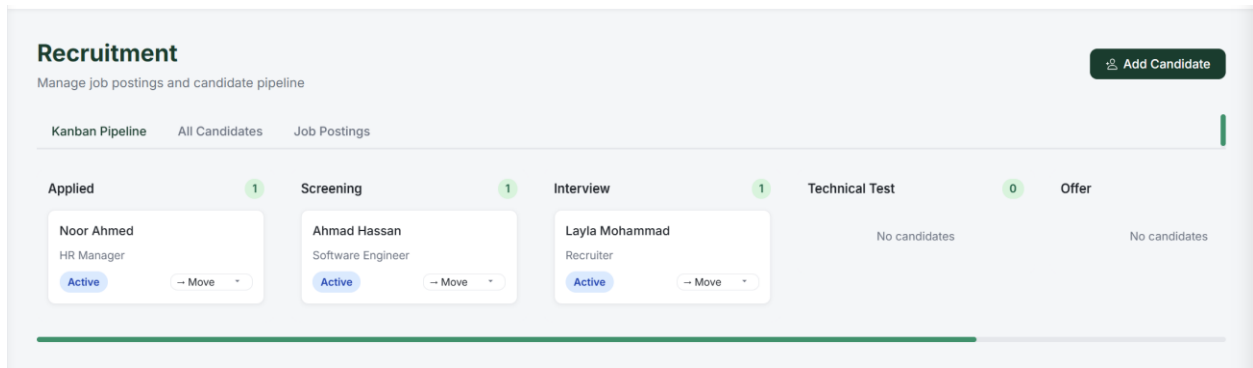 Recruitment
Manage job postings and candidate pipeline
Add Candidate
Kanban Pipeline
All Candidates
Job Postings
Applied 1
Noor Ahmed
HR Manager
Active → Move
Screening 1
Ahmad Hassan
Software Engineer
Active → Move
Interview 1
Layla Mohammad
Recruiter
Active → Move
Technical Test 0
No candidates
Offer
No candidates